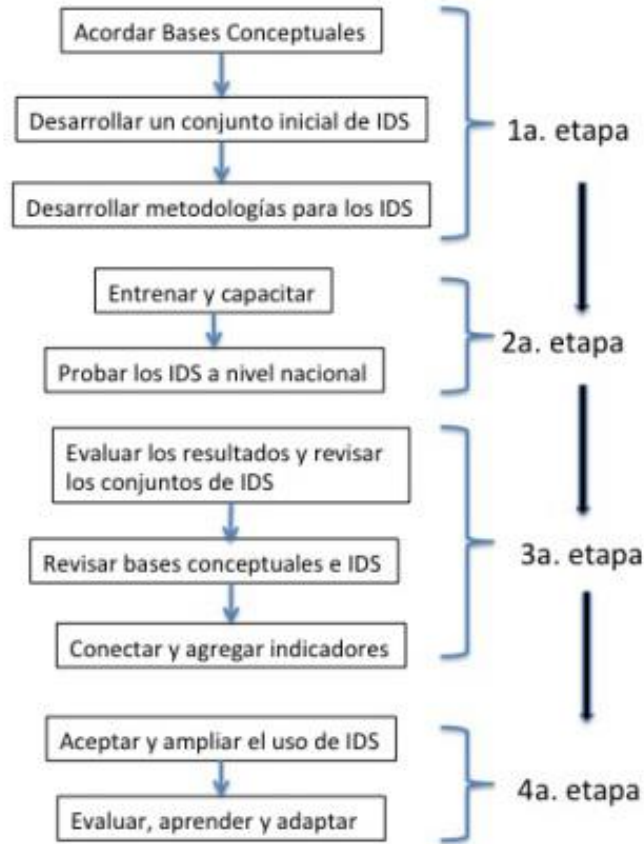 Acordar Bases Conceptuales
Desarrollar un conjunto inicial de IDS
Desarrollar metodologías para los IDS
1a. etapa
Entrenar y capacitar
Probar los IDS a nivel nacional
2a. etapa
Evaluar los resultados y revisar
los conjuntos de IDS
Revisar bases conceptuales e IDS
Conectar y agregar indicadores
3a. etapa
Aceptar y ampliar el uso de IDS
Evaluar, aprender y adaptar
4a. etapa